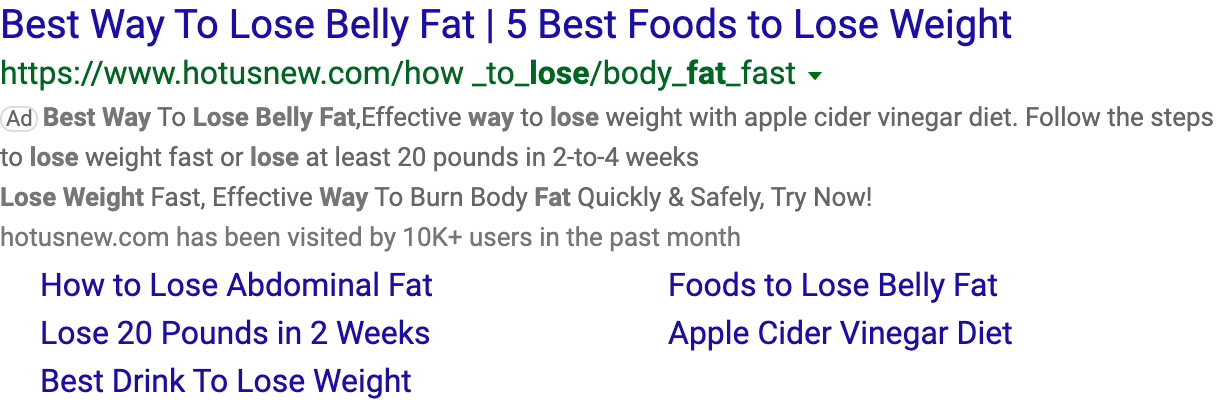 Best Way To Lose Belly Fat | 5 Best Foods to Lose Weight
https://www.hotusnew.com/how _to_lose/body_fat_fast
Ad Best Way To Lose Belly Fat,Effective way to lose weight with apple cider vinegar diet. Follow the steps
to lose weight fast or lose at least 20 pounds in 2-to-4 weeks
Lose Weight Fast, Effective Way To Burn Body Fat Quickly & Safely, Try Now!
hotusnew.com has been visited by 10K+ users in the past month
How to Lose Abdominal Fat
Foods to Lose Belly Fat
Lose 20 Pounds in 2 Weeks
Apple Cider Vinegar Diet
Best Drink To Lose Weight